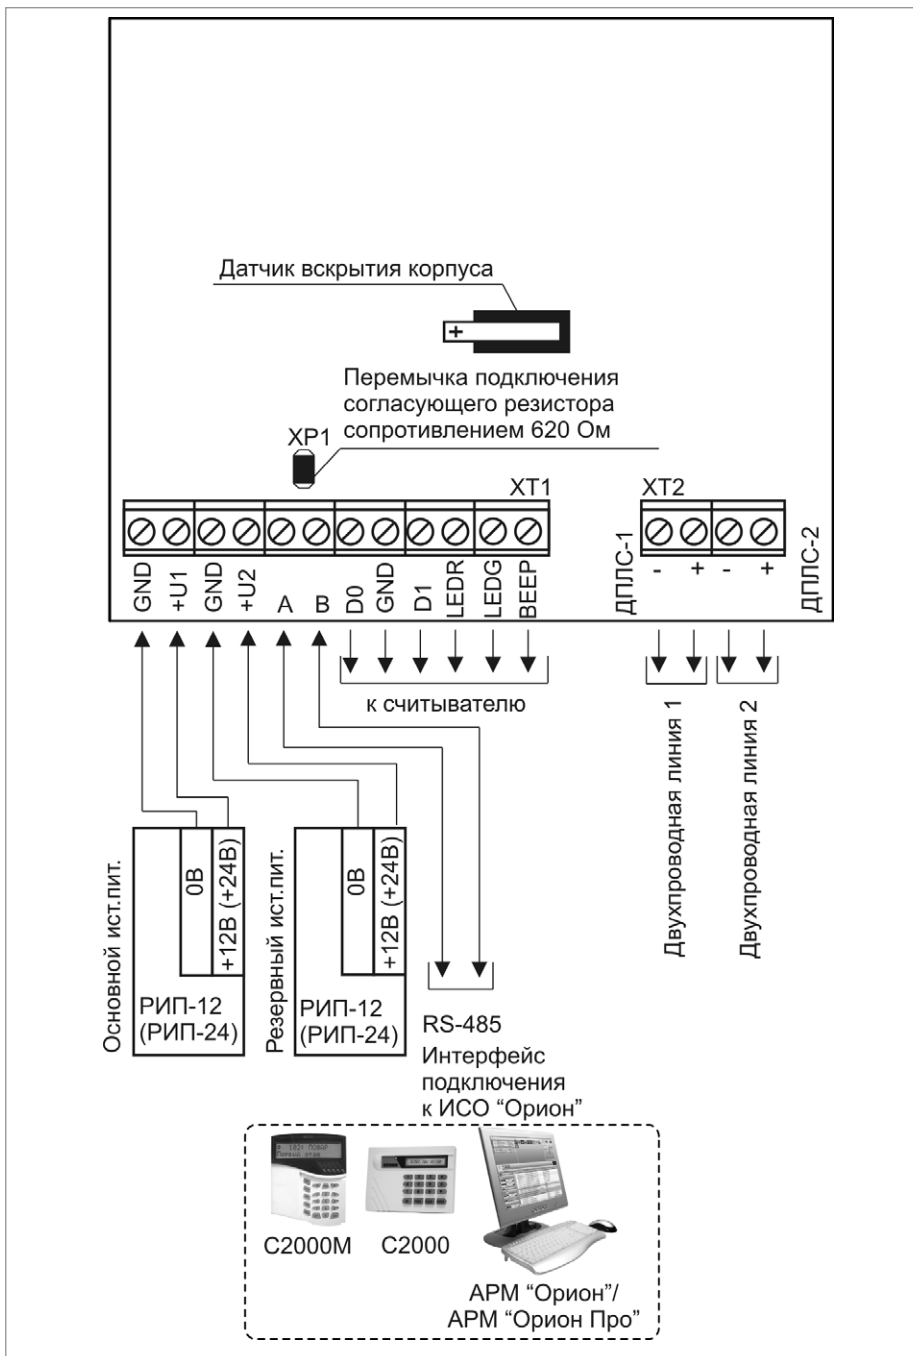 Датчик вскрытия корпуса
+
Перемычка подключения
согласующего резистора
сопротивлением 620 Ом
XP1
XT1
XT2
GND
+U1
GND
+U2
A
B
D0
GND
D1
LEDR
LEDG
BEEP
ДПЛС-1
-
+
-
+
ДПЛС-2
к считывателю
Двухпроводная линия 1
Двухпроводная линия 2
Основной ист.пит.
0В
+12В (+24В)
РИП-12
(РИП-24)
Резервный ист.пит.
0В
+12В (+24В)
РИП-12
(РИП-24)
RS-485
Интерфейс
подключения
к ИСО “Орион”
С2000М
С2000
АРМ “Орион”/
АРМ “Орион Про”